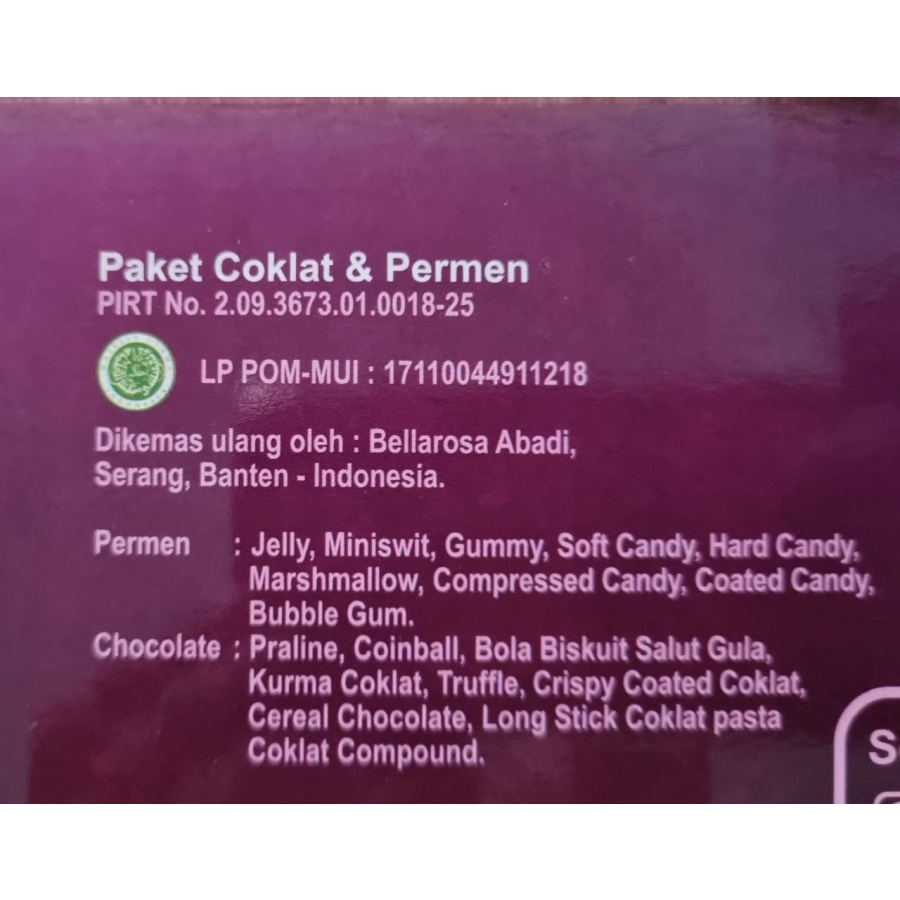 Paket Coklat & Permen
PIRT No. 2.09.3673.01.0018-25
LP POM-MUI : 17110044911218
Dikemas ulang oleh : Bellarosa Abadi,
Serang, Banten - Indonesia.
Permen : Jelly, Miniswit, Gummy, Soft Candy, Hard Candy,
Marshmallow, Compressed Candy, Coated Candy,
Bubble Gum.
Chocolate : Praline, Coinball, Bola Biskuit Salut Gula,
Kurma Coklat, Truffle, Crispy Coated Coklat,
Cereal Chocolate, Long Stick Coklat pasta
Coklat Compound.